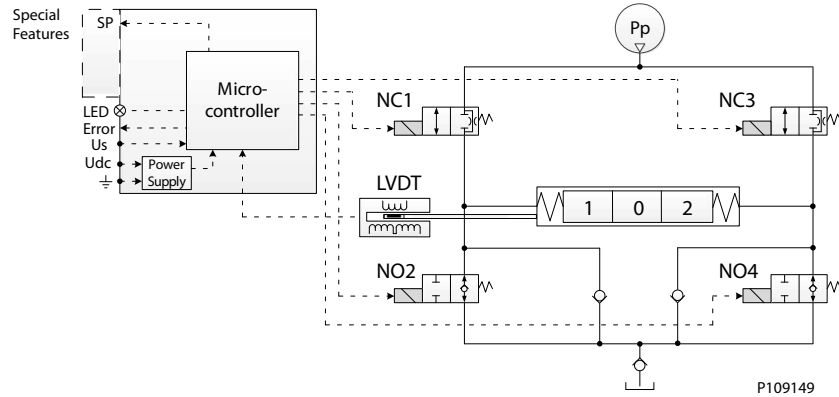 Special
Features
SP
Micro-
controller
LED
Error
Us
Udc
Power
Supply
Pp
NC1
NC3
LVDT
1 0 2
NO2
NO4
P109149